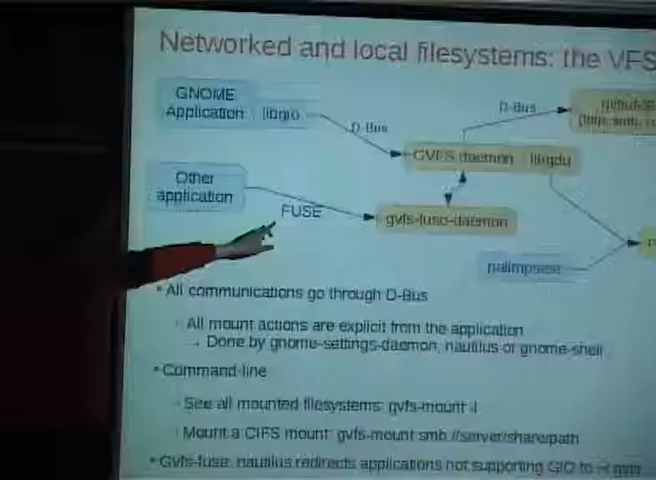 Networked and local filesystems: the VFS
GNOME
Application
libgio
D-Bus
D-Bus
GVFS daemon
libgdu
Other
application
FUSE
gvfs-fuse-daemon
palimpsest
• All communications go through D-Bus
All mount actions are explicit from the application
→ Done by gnome-settings-daemon, nautilus or gnome-shell
• Command-line
See all mounted filesystems: gvfs-mount -l
Mount a CIFS mount: gvfs-mount smb://server/share/path
• Gvfs-fuse: nautilus redirects applications not supporting GIO to